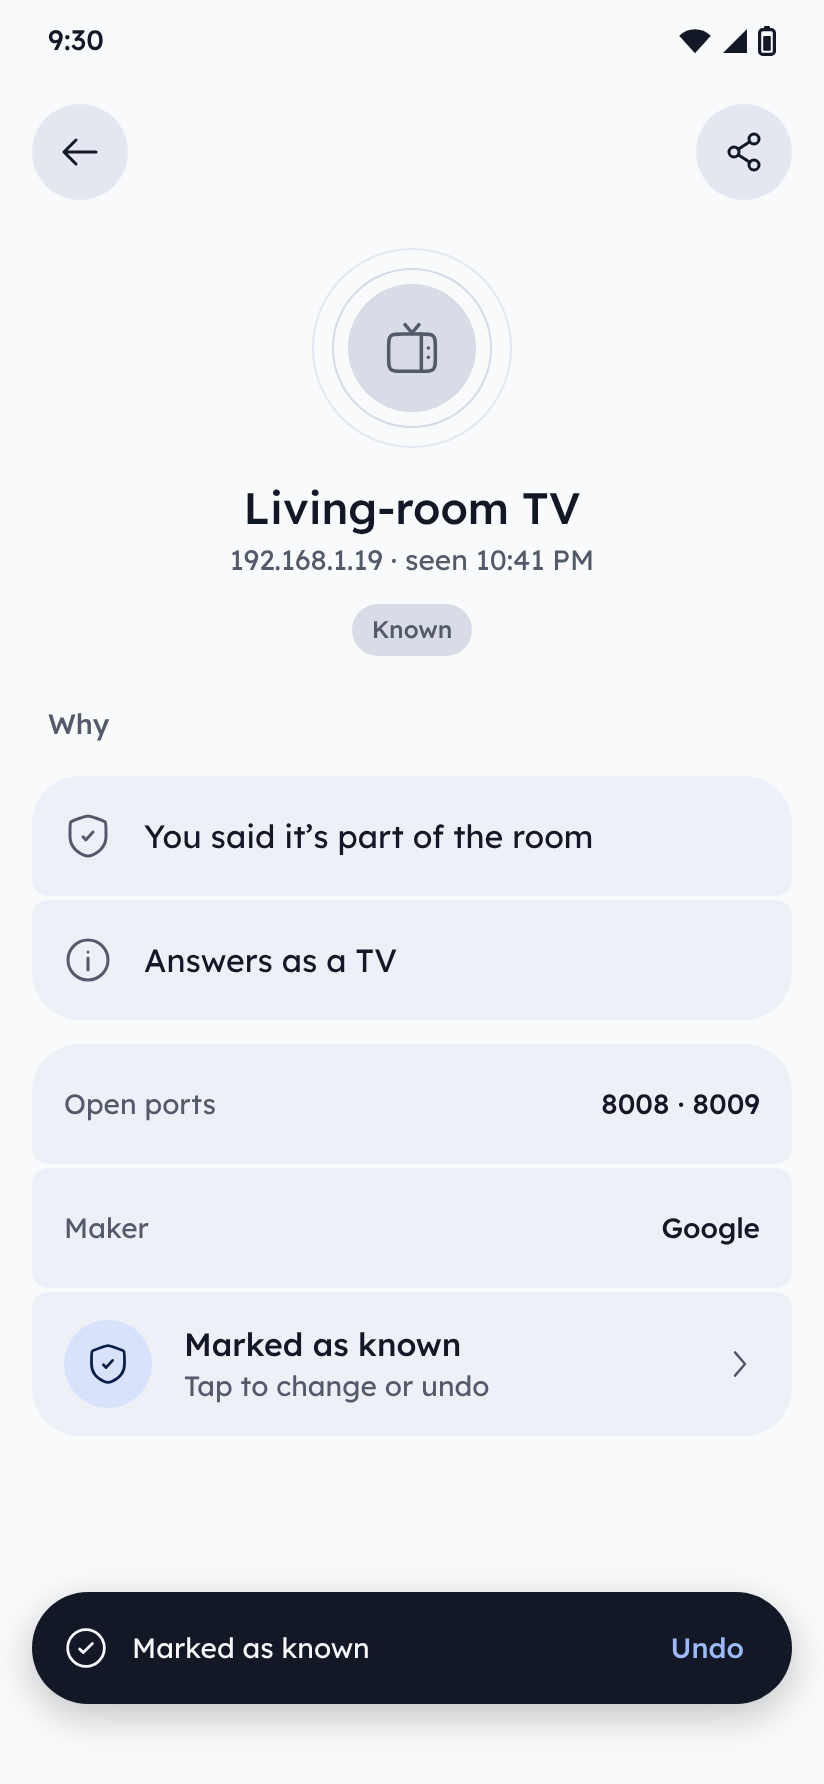 9:30
Living-room TV
192.168.1.19 · seen 10:41 PM
Known
Why
You said it’s part of the room
Answers as a TV
Open ports 8008 · 8009
Maker Google
Marked as known
Tap to change or undo
Marked as known Undo